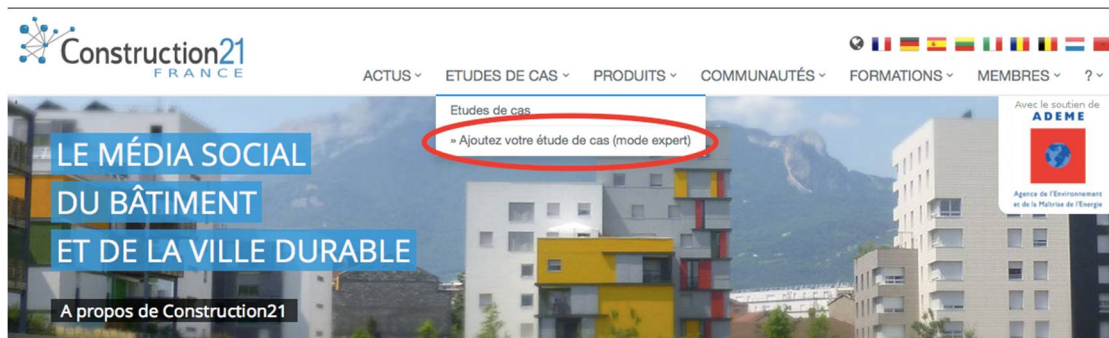 Construction21
FRANCE
ACTUS
ETUDES DE CAS
PRODUITS
COMMUNAUTÉS
FORMATIONS
MEMBRES
?
Etudes de cas
» Ajoutez votre étude de cas (mode expert)
LE MÉDIA SOCIAL
DU BÂTIMENT
ET DE LA VILLE DURABLE
A propos de Construction21
Avec le soutien de
ADEME
Agence de l'Environnement
et de la Maîtrise de l'Energie